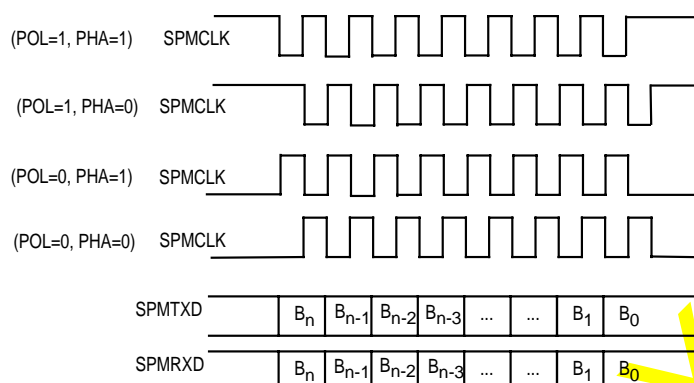 (POL=1, PHA=1) SPMCLK
(POL=1, PHA=0) SPMCLK
(POL=0, PHA=1) SPMCLK
(POL=0, PHA=0) SPMCLK
SPMTXD Bn Bn-1 Bn-2 Bn-3 ... ... B1 B0
SPMRXD Bn Bn-1 Bn-2 Bn-3 ... ... B1 B0